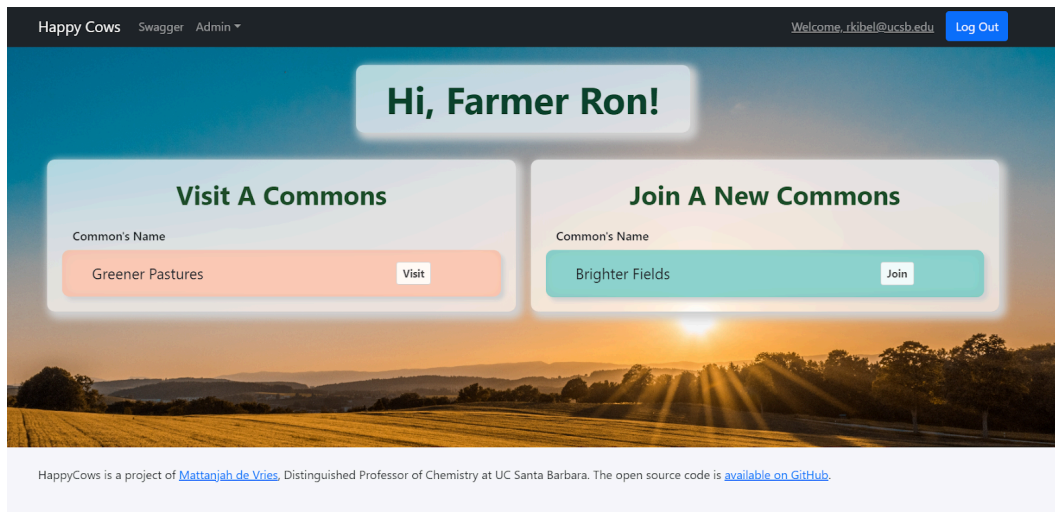 Happy Cows Swagger Admin Welcome, rkibel@ucsb.edu Log Out
Hi, Farmer Ron!
Visit A Commons
Common's Name
Greener Pastures Visit
Join A New Commons
Common's Name
Brighter Fields Join
HappyCows is a project of Mattanjah de Vries, Distinguished Professor of Chemistry at UC Santa Barbara. The open source code is available on GitHub.